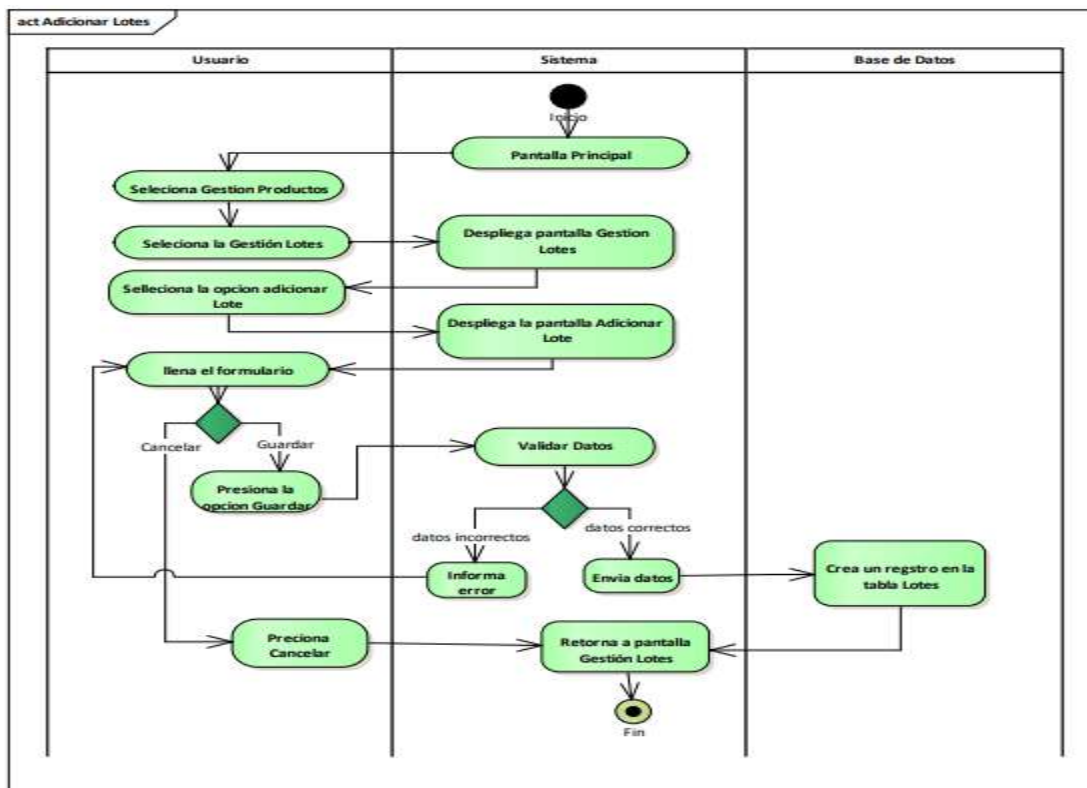 act Adicionar Lotes
Usuario
Sistema
Base de Datos
Inicio
Pantalla Principal
Seleciona Gestion Productos
Seleciona la Gestión Lotes
Despliega pantalla Gestion
Lotes
Selleciona la opcion adicionar
Lote
Despliega la pantalla Adicionar
Lote
llena el formulario
Cancelar
Guardar
Validar Datos
Presiona la
opcion Guardar
datos incorrectos
datos correctos
Informa
error
Envia datos
Crea un regstro en la
tabla Lotes
Preciona
Cancelar
Retorna a pantalla
Gestión Lotes
Fin